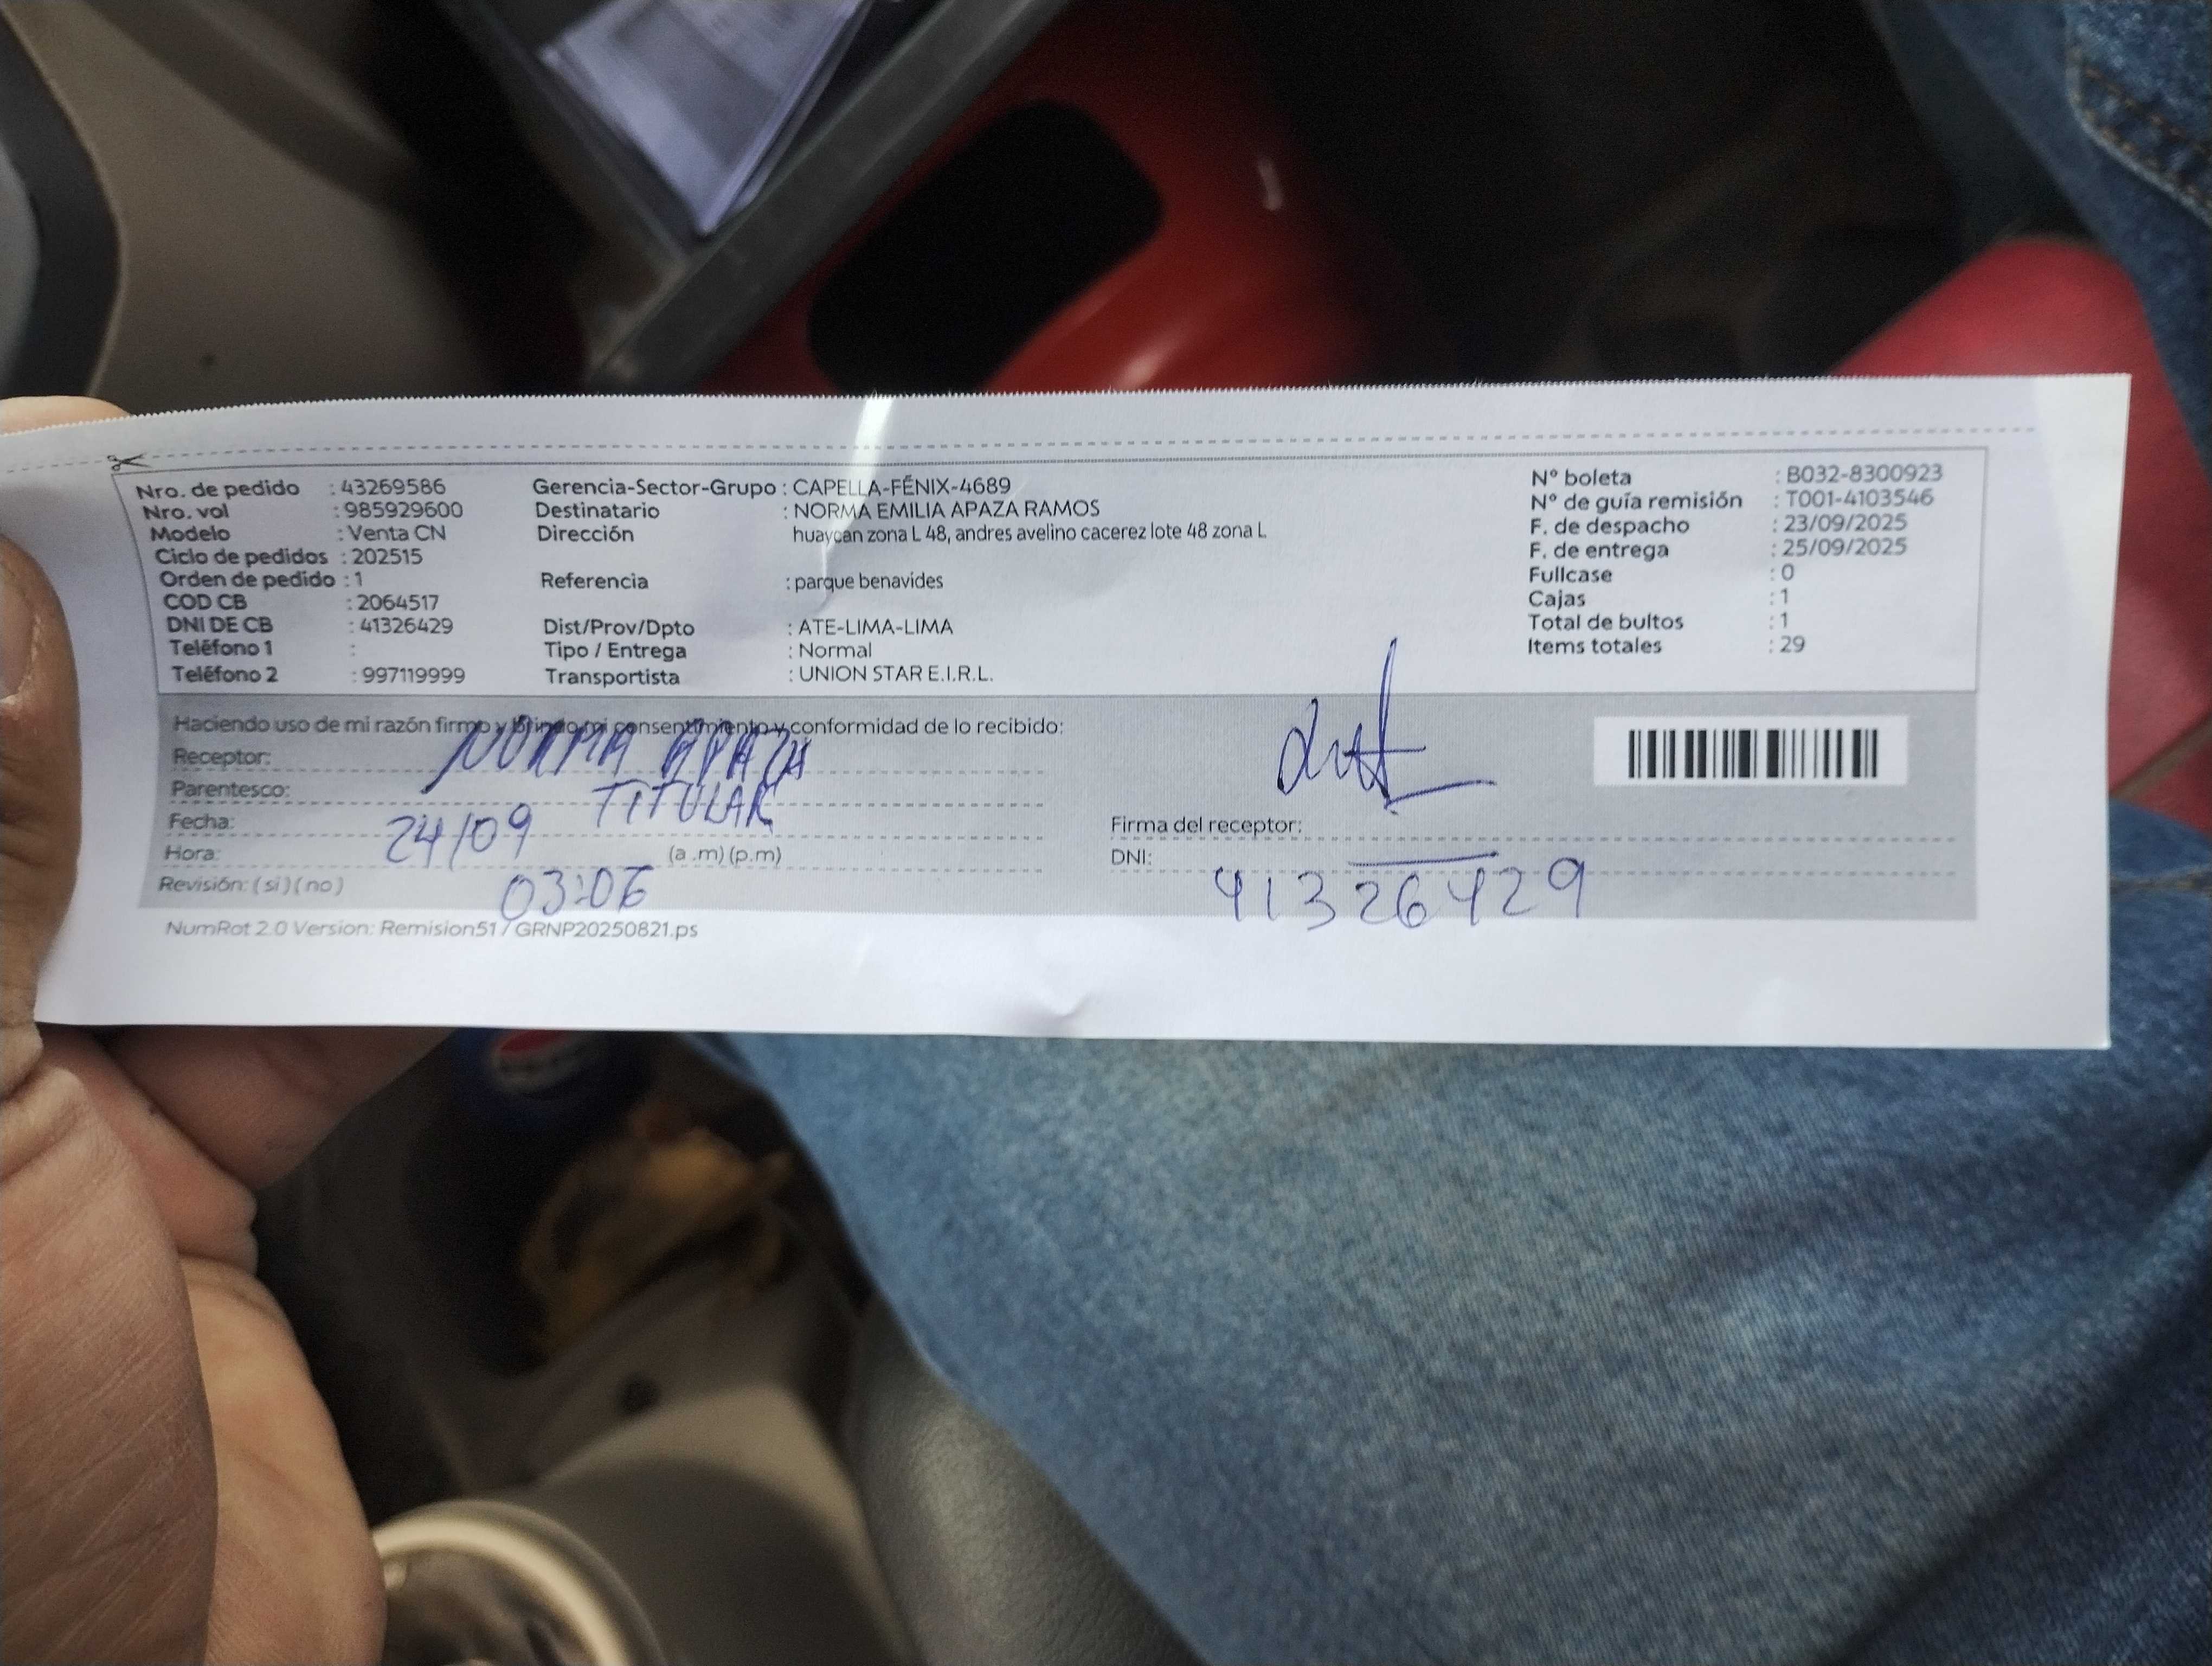 Nro. de pedido : 43269586
Nro. vol : 985929600
Modelo : Venta CN
Ciclo de pedidos : 202515
Orden de pedido : 1
COD CB : 2064517
DNI DE CB : 41326429
Teléfono 1 :
Teléfono 2 : 997119999
Gerencia-Sector-Grupo : CAPELLA-FÉNIX-4689
Destinatario : NORMA EMILIA APAZA RAMOS
Dirección huaycan zona L 48, andres avelino cacerez lote 48 zona L
Referencia : parque benavides
Dist/Prov/Dpto : ATE-LIMA-LIMA
Tipo / Entrega : Normal
Transportista : UNION STAR E.I.R.L.
Nº boleta : B032-8300923
Nº de guía remisión : T001-4103546
F. de despacho : 23/09/2025
F. de entrega : 25/09/2025
Fullcase : 0
Cajas : 1
Total de bultos : 1
Items totales : 29
Haciendo uso de mi razón firmo y brindo mi consentimiento y conformidad de lo recibido:
Receptor: NORMA APAZA
Parentesco: TITULAR
Fecha: 24/09
Hora: 03:06 (a.m) (p.m)
Revisión: (si) (no)
Firma del receptor:
DNI: 41326429
NumRot 2.0 Version: Remision51 / GRNP20250821.ps